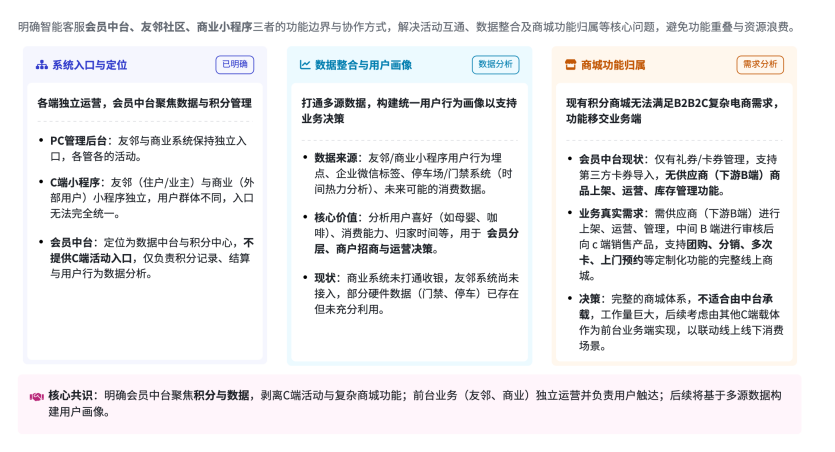 明确智能客服会员中台、友邻社区、商业小程序三者的功能边界与协作方式，解决活动互通、数据整合及商城功能归属等核心问题，避免功能重叠与资源浪费。
系统入口与定位
已明确
各端独立运营，会员中台聚焦数据与积分管理
• PC管理后台：友邻与商业系统保持独立入
口，各管各的活动。
• C端小程序：友邻（住户/业主）与商业（外
部用户）小程序独立，用户群体不同，入口
无法完全统一。
• 会员中台：定位为数据中台与积分中心，不
提供C端活动入口，仅负责积分记录、结算
与用户行为数据分析。
数据整合与用户画像
数据分析
打通多源数据，构建统一用户行为画像以支持
业务决策
• 数据来源：友邻/商业小程序用户行为埋
点、企业微信标签、停车场/门禁系统（时
间热力分析）、未来可能的消费数据。
• 核心价值：分析用户喜好（如母婴、咖
啡）、消费能力、归家时间等，用于 会员分
层、商户招商与运营决策。
• 现状：商业系统未打通收银，友邻系统尚未
接入，部分硬件数据（门禁、停车）已存在
但未充分利用。
商城功能归属
需求分析
现有积分商城无法满足B2B2C复杂电商需求，
功能移交业务端
• 会员中台现状：仅有礼券/卡券管理，支持
第三方卡券导入，无供应商（下游B端）商
品上架、运营、库存管理功能。
• 业务真实需求：需供应商（下游B端）进行
上架、运营、管理，中间 B 端进行审核后
向 c 端销售产品，支持团购、分销、多次
卡、上门预约等定制化功能的完整线上商
城。
• 决策：完整的商城体系，不适合由中台承
载，工作量巨大，后续考虑由其他C端载体
作为前台业务端实现，以联动线上线下消费
场景。
核心共识：明确会员中台聚焦积分与数据，剥离C端活动与复杂商城功能；前台业务（友邻、商业）独立运营并负责用户触达；后续将基于多源数据构
建用户画像。